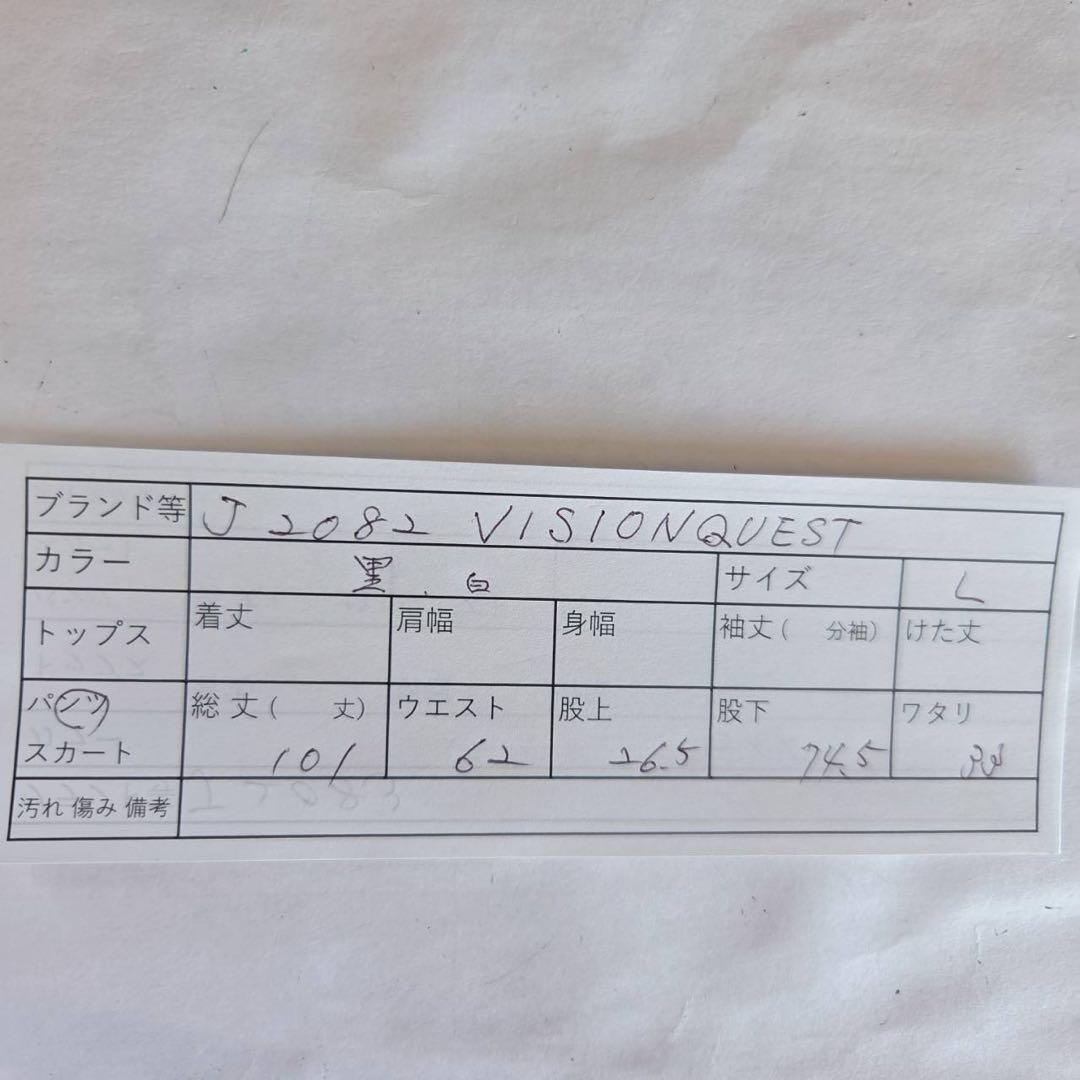 ブランド等 J 2082 VISIONQUEST
カラー 黒.白 サイズ L
トップス 着丈 肩幅 身幅 袖丈( 分袖) けた丈
パンツ 総丈( 丈) ウエスト 股上 股下 ワタリ
スカート 101 62 26.5 74.5 33
汚れ 傷み 備考